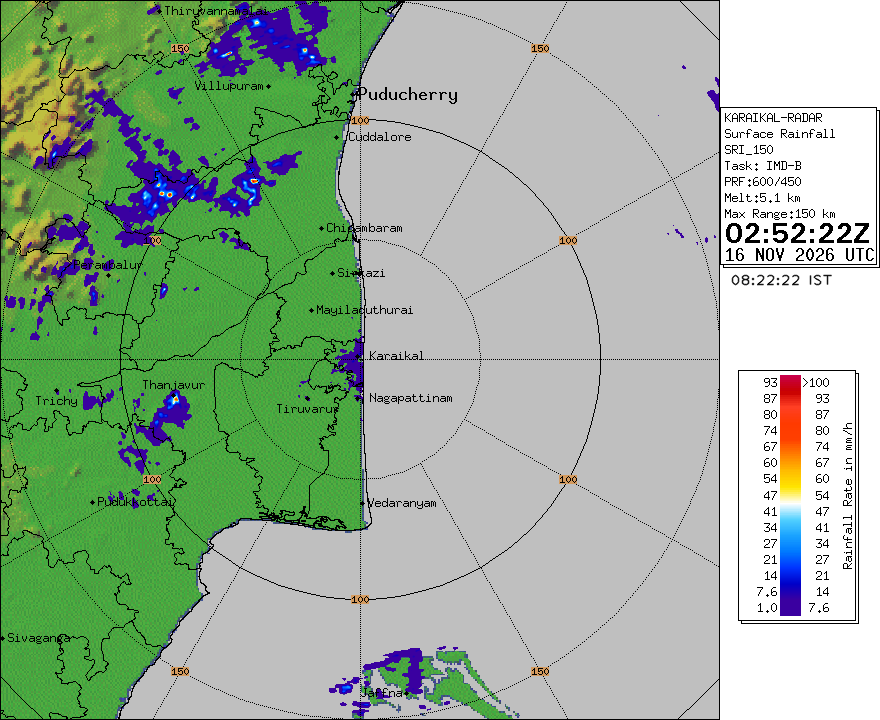 Thiruvannamalai
150
150
Villupuram
Puducherry
100
Cuddalore
Chidambaram
100
100
Perambalur
Sirkazi
Mayiladuthurai
Karaikal
Thanjavur
Trichy
Nagapattinam
Tiruvarur
100
100
Pudukkottai
Vedaranyam
100
Sivaganga
150
150
Jaffna
KARAIKAL-RADAR
Surface Rainfall
SRI_150
Task: IMD-B
PRF:600/450
Melt:5.1 km
Max Range:150 km
02:52:22Z
16 NOV 2026 UTC
08:22:22 IST
93 >100
87 93
80 87
74 80
67 74
60 67
54 60
47 54
41 47
34 41
27 34
21 27
14 21
7.6 14
1.0 7.6
Rainfall Rate in mm/h